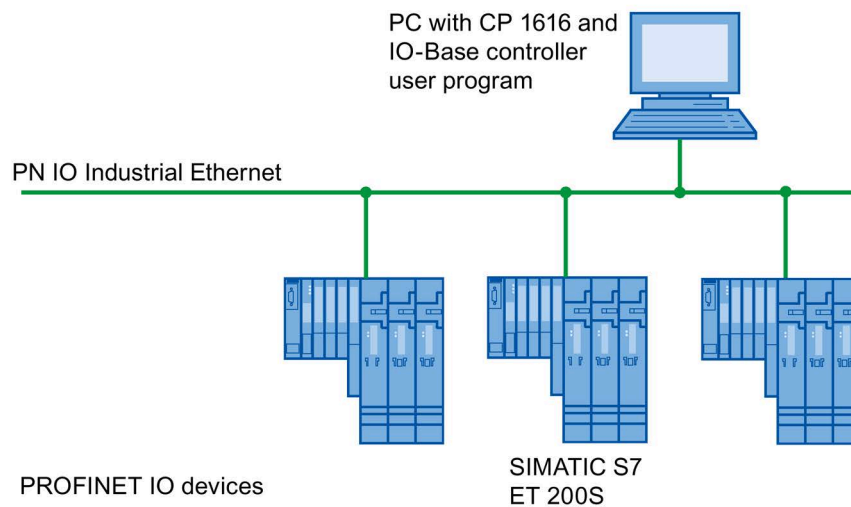 PC with CP 1616 and
IO-Base controller
user program
PN IO Industrial Ethernet
SIMATIC S7
ET 200S
PROFINET IO devices